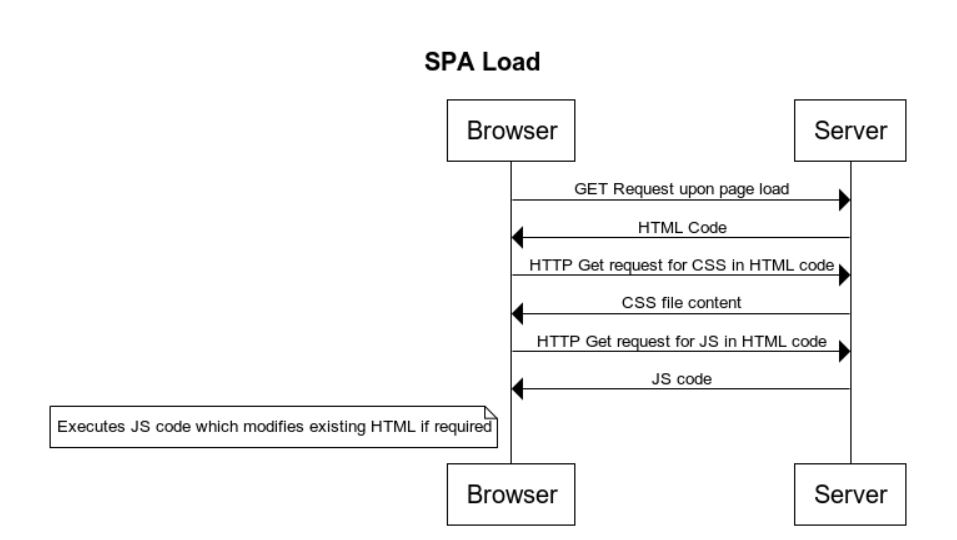 SPA Load
Browser
Server
GET Request upon page load
HTML Code
HTTP Get request for CSS in HTML code
CSS file content
HTTP Get request for JS in HTML code
JS code
Executes JS code which modifies existing HTML if required
Browser
Server